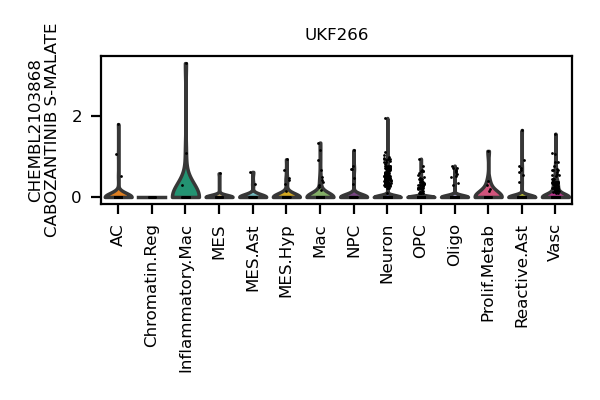 UKF266
CHEMBL2103868
CABOZANTINIB S-MALATE
2
0
AC
Chromatin.Reg
Inflammatory.Mac
MES
MES.Ast
MES.Hyp
Mac
NPC
Neuron
OPC
Oligo
Prolif.Metab
Reactive.Ast
Vasc